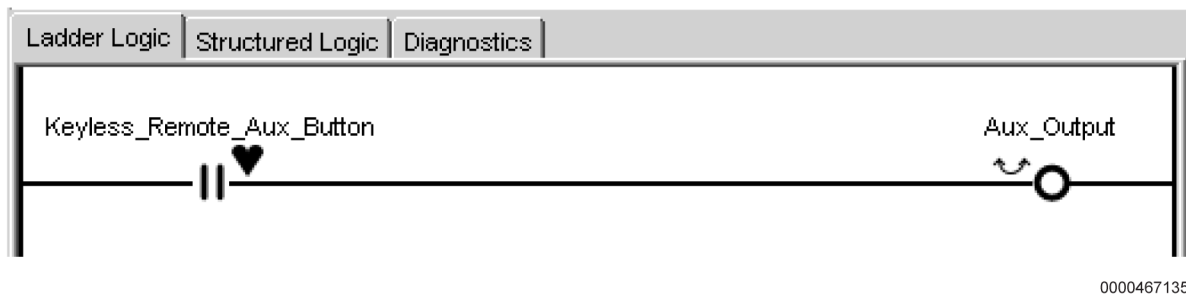 Ladder Logic Structured Logic Diagnostics
Keyless_Remote_Aux_Button Aux_Output
0000467135